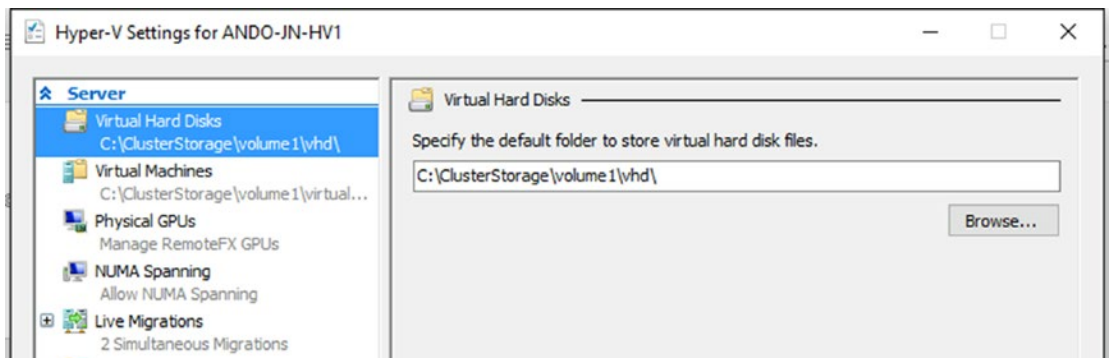 Hyper-V Settings for ANDO-JN-HV1
Server
Virtual Hard Disks
C:\ClusterStorage\volume1\vhd\
Virtual Machines
C:\ClusterStorage\volume1\virtual...
Physical GPUs
Manage RemoteFX GPUs
NUMA Spanning
Allow NUMA Spanning
Live Migrations
2 Simultaneous Migrations
Virtual Hard Disks
Specify the default folder to store virtual hard disk files.
C:\ClusterStorage\volume1\vhd\
Browse...